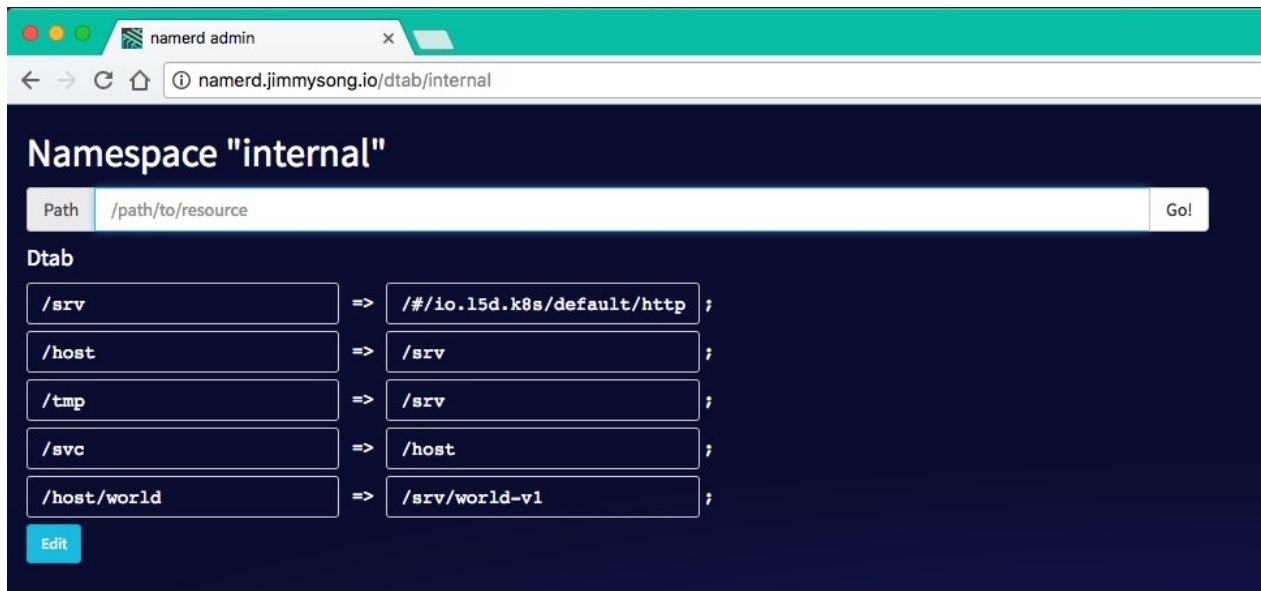 namerd admin
namerd.jimmysong.io/dtab/internal
Namespace "internal"
Path /path/to/resource Go!
Dtab
/srv => /#/io.l5d.k8s/default/http ;
/host => /srv ;
/tmp => /srv ;
/svc => /host ;
/host/world => /srv/world-v1 ;
Edit